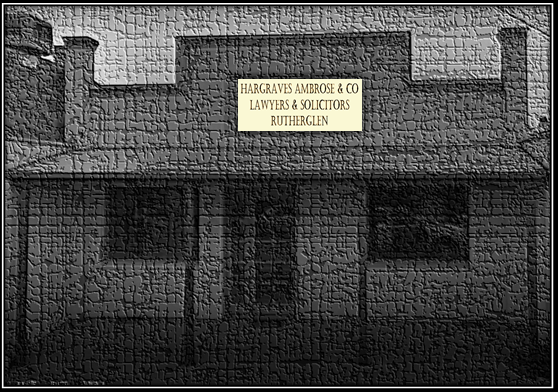 HARGRAVES AMBROSE & CO
LAWYERS & SOLICITORS
RUTHERGLEN